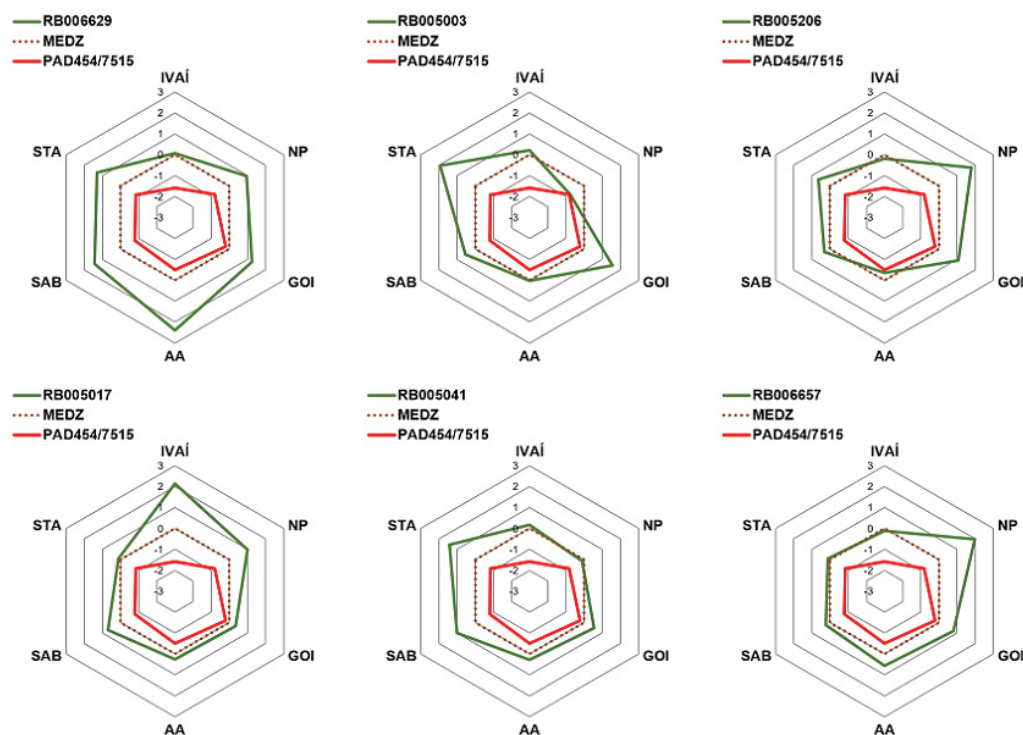 RB006629
MEDZ
PAD454/7515
IVAÍ
3
2
1
0
-1
-2
-3
STA
NP
SAB
GOI
AA
RB005003
MEDZ
PAD454/7515
IVAÍ
3
2
1
0
-1
-2
-3
STA
NP
SAB
GOI
AA
RB005206
MEDZ
PAD454/7515
IVAÍ
3
2
1
0
-1
-2
-3
STA
NP
SAB
GOI
AA
RB005017
MEDZ
PAD454/7515
IVAÍ
3
2
1
0
-1
-2
-3
STA
NP
SAB
GOI
AA
RB005041
MEDZ
PAD454/7515
IVAÍ
3
2
1
0
-1
-2
-3
STA
NP
SAB
GOI
AA
RB006657
MEDZ
PAD454/7515
IVAÍ
3
2
1
0
-1
-2
-3
STA
NP
SAB
GOI
AA